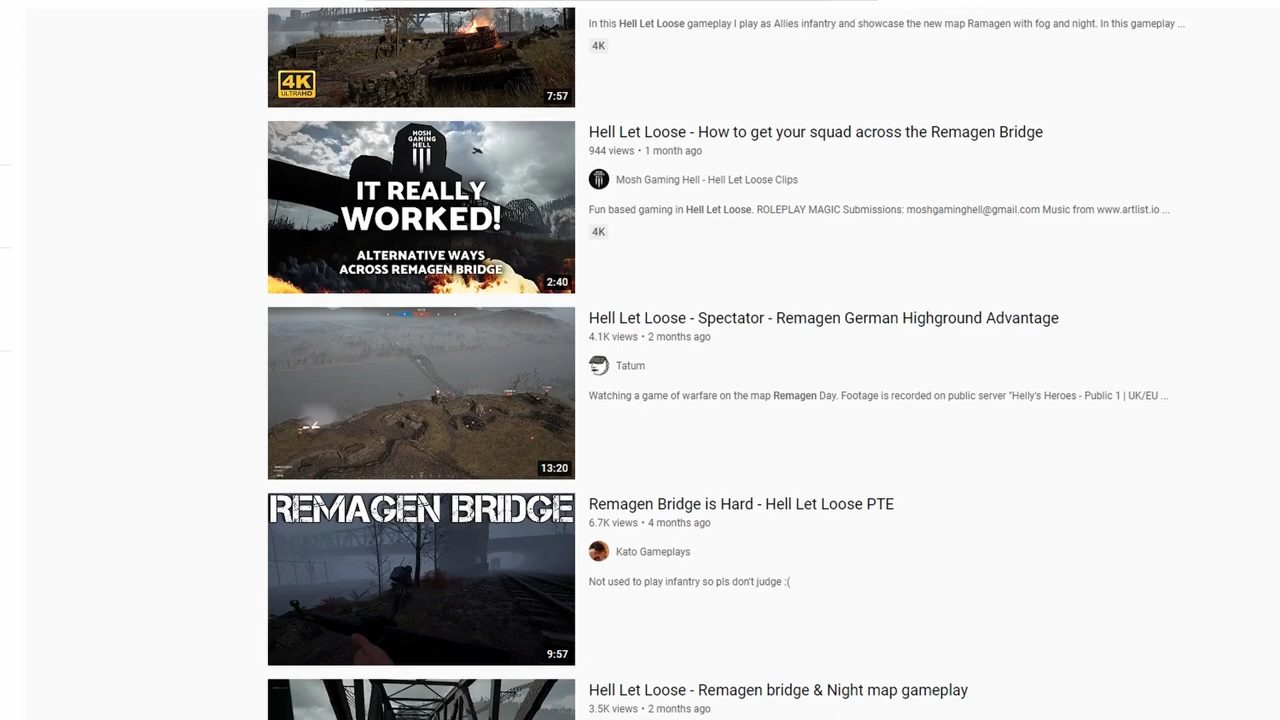 In this Hell Let Loose gameplay I play as Allies infantry and showcase the new map Ramagen with fog and night. In this gameplay ...
4K
4K
ULTRAHD
7:57
MOSH
GAMING
HELL
IT REALLY
WORKED!
ALTERNATIVE WAYS
ACROSS REMAGEN BRIDGE
2:40
Hell Let Loose - How to get your squad across the Remagen Bridge
944 views • 1 month ago
Mosh Gaming Hell - Hell Let Loose Clips
Fun based gaming in Hell Let Loose. ROLEPLAY MAGIC Submissions: moshgaminghell@gmail.com Music from www.artlist.io ...
4K
13:20
Hell Let Loose - Spectator - Remagen German Highground Advantage
4.1K views • 2 months ago
Tatum
Watching a game of warfare on the map Remagen Day. Footage is recorded on public server "Helly's Heroes - Public 1 | UK/EU ...
REMAGEN BRIDGE
9:57
Remagen Bridge is Hard - Hell Let Loose PTE
6.7K views • 4 months ago
Kato Gameplays
Not used to play infantry so pls don't judge :(
Hell Let Loose - Remagen bridge & Night map gameplay
3.5K views • 2 months ago